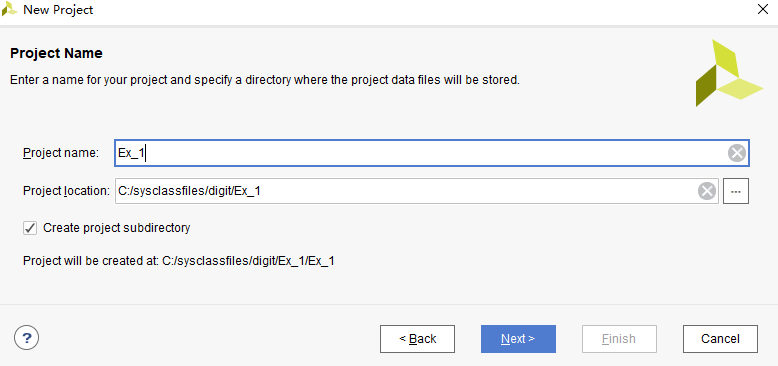 New Project
Project Name
Enter a name for your project and specify a directory where the project data files will be stored.
Project name: Ex_1
Project location: C:/sysclassfiles/digit/Ex_1 ...
Create project subdirectory
Project will be created at: C:/sysclassfiles/digit/Ex_1/Ex_1
? < Back Next > Finish Cancel